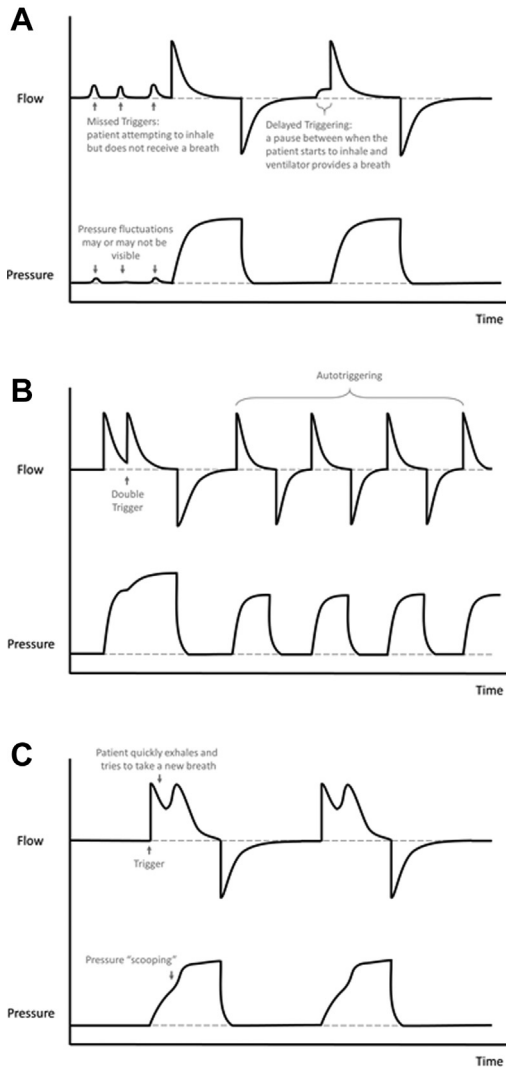 A
Flow
Missed Triggers:
patient attempting to inhale
but does not receive a breath
Delayed Triggering:
a pause between when the
patient starts to inhale and
ventilator provides a breath
Pressure fluctuations
may or may not be
visible
Pressure
Time
B
Autotriggering
Flow
Double
Trigger
Pressure
Time
C
Patient quickly exhales and
tries to take a new breath
Flow
Trigger
Pressure "scooping"
Pressure
Time